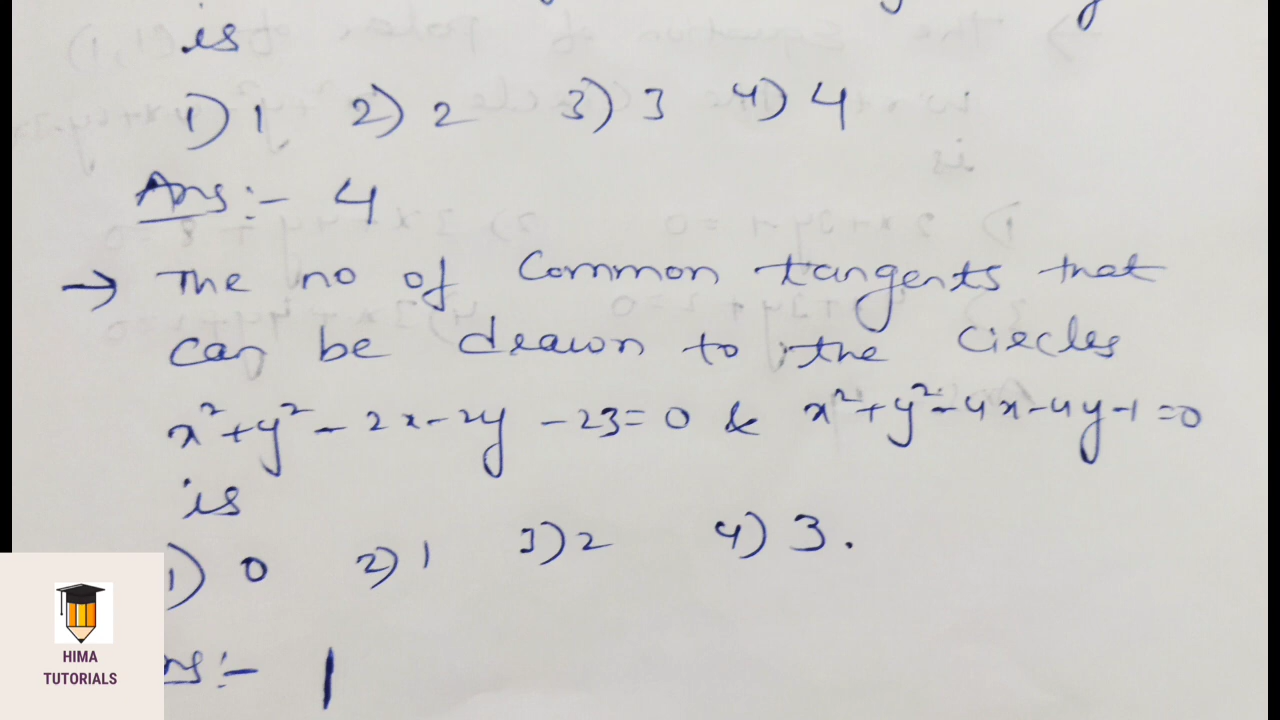 is
1) 1 2) 2 3) 3 4) 4
Ans:- 4
→ The no of Common tangents that
can be drawn to the circles
x²+y²-2x-2y-23=0 & x²+y²-4x-4y-1=0
is
1) 0 2) 1 3) 2 4) 3.
ns:- 1
HIMA
TUTORIALS